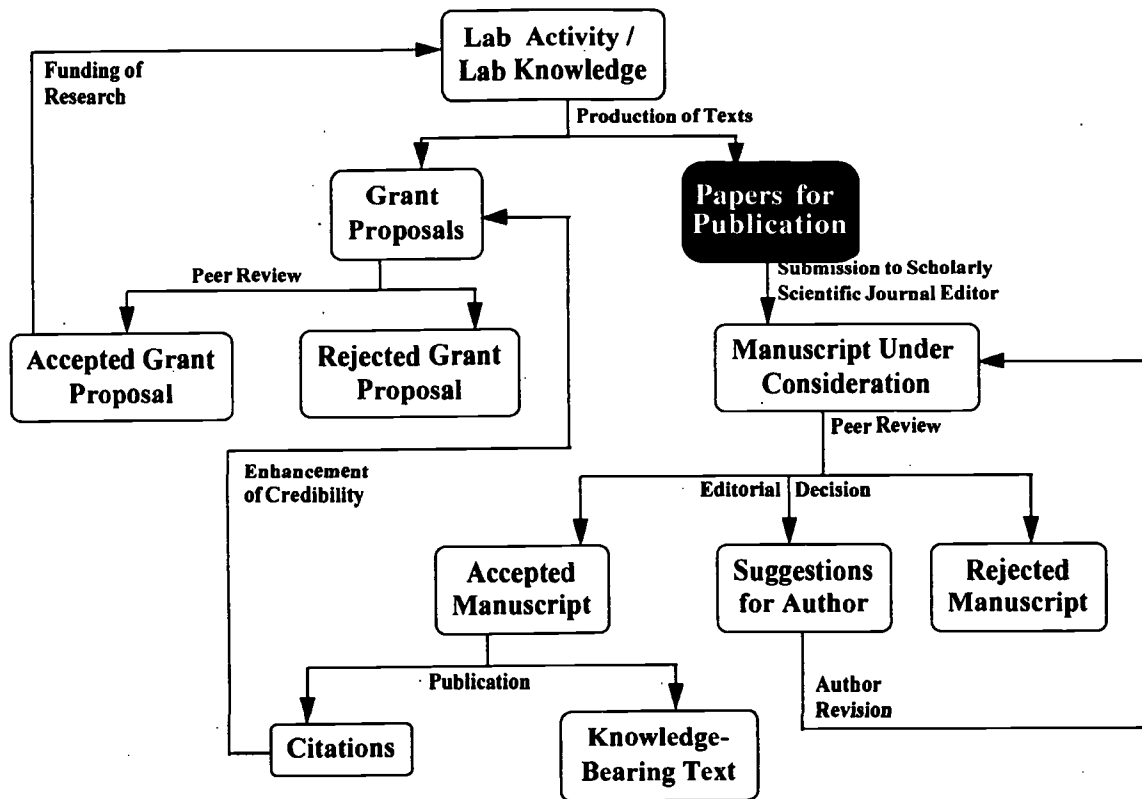 Lab Activity /
Lab Knowledge
Funding of
Research
Production of Texts
Grant
Proposals
Papers for
Publication
Peer Review
Submission to Scholarly
Scientific Journal Editor
Accepted Grant
Proposal
Rejected Grant
Proposal
Manuscript Under
Consideration
Peer Review
Enhancement
of Credibility
Editorial Decision
Accepted
Manuscript
Suggestions
for Author
Rejected
Manuscript
Publication
Author
Revision
Citations
Knowledge-
Bearing Text